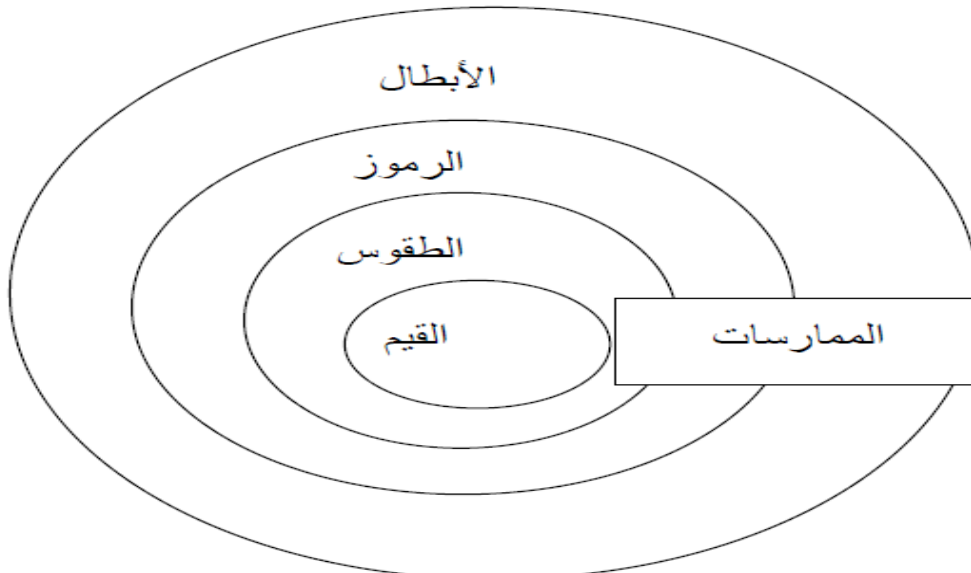 الأبطال
الرموز
الطقوس
القيم
الممارسات